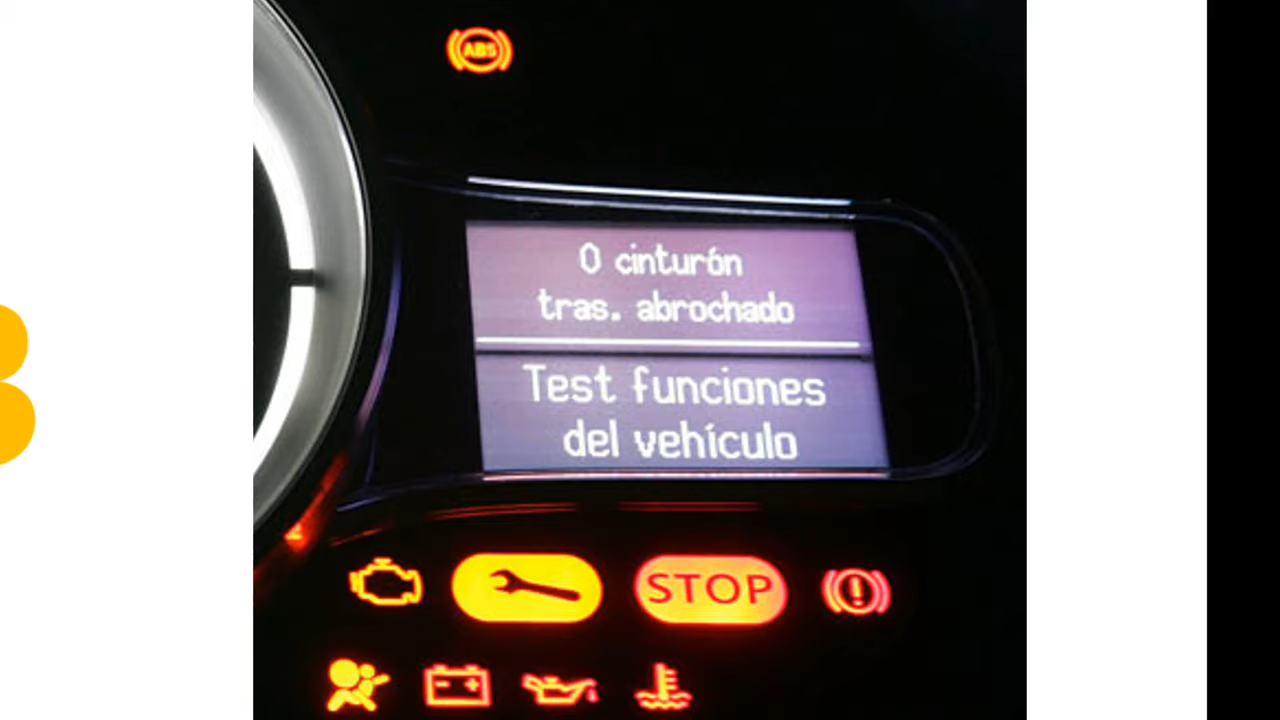 ABS
0 cinturón
tras. abrochado
Test funciones
del vehículo
STOP